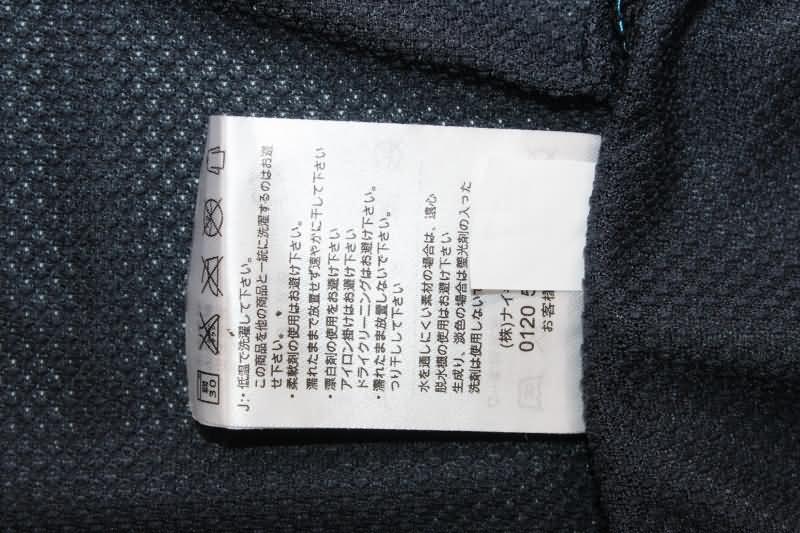 弱
30
J:・低温で洗濯して下さい。
この商品を他の商品と一緒に洗濯するのはお避
せ下さい。
・柔軟剤の使用はお避け下さい。
濡れたままで放置せず速やかに干して下さい
・漂白剤の使用をお避け下さい
アイロン掛けはお避け下さい
ドライクリーニングはお避け下さい。
・濡れたまま放置しないで下さい。
つり干しして下さい
水を通しにくい素材の場合は、遠心
脱水機の使用はお避け下さい
生成り、淡色の場合は蛍光剤の入った
洗剤は使用しない
(株)ナイ
0120 5
お客様